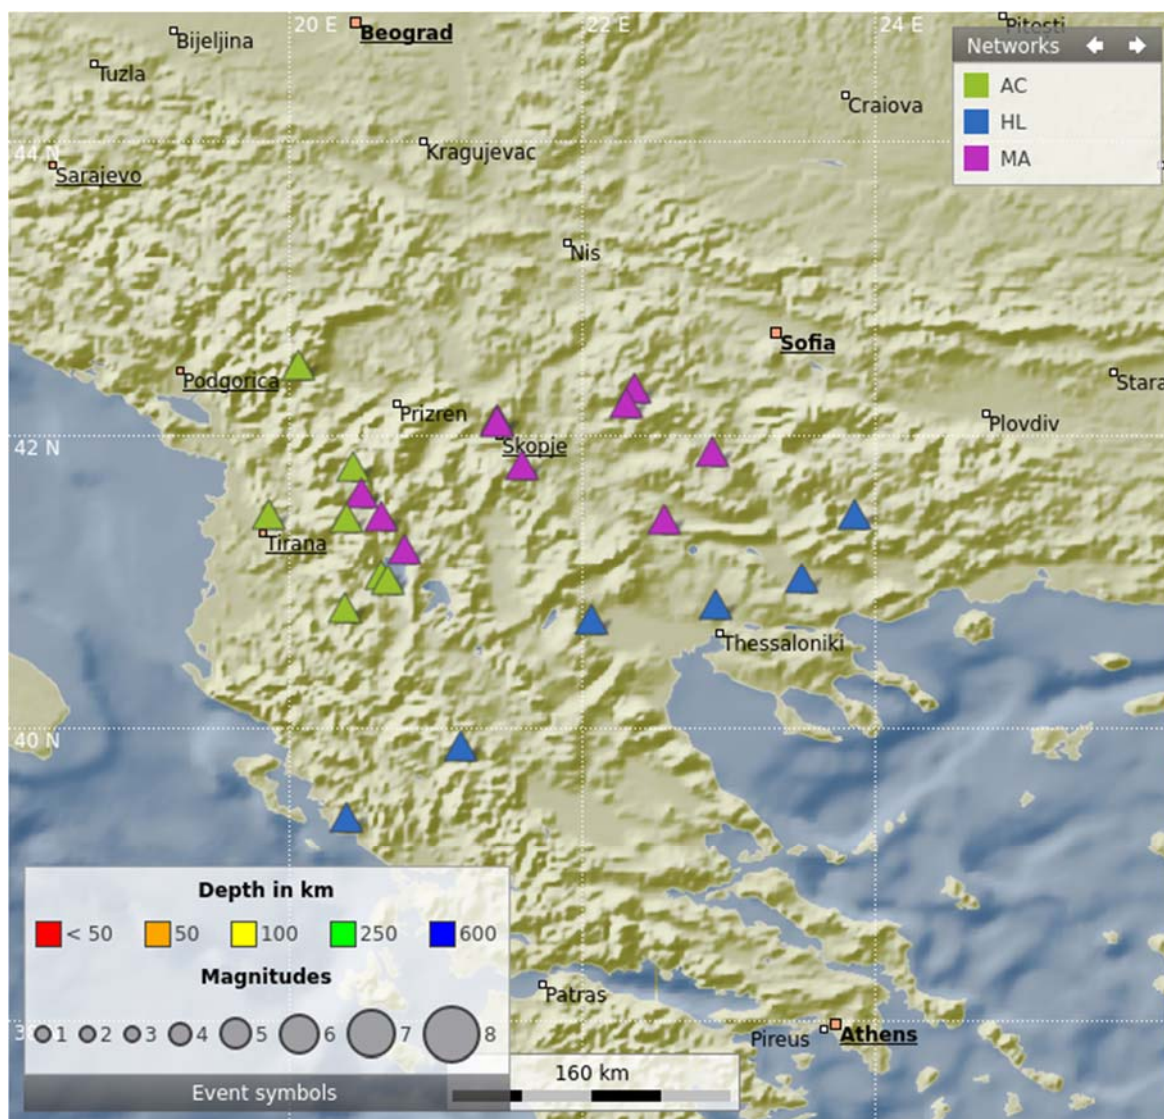 20 E
22 E
24 E
Beograd
Bijeljina
Pitesti
Networks
Tuzla
AC
Craiova
HL
Kragujevac
44 N
MA
Sarajevo
Nis
Sofia
Podgorica
Stara
Prizren
Plovdiv
42 N
Skopje
Tirana
Thessaloniki
40 N
Depth in km
< 50
50
100
250
600
Magnitudes
Patras
1
2
3
4
5
6
7
8
Pireus
Athens
160 km
Event symbols